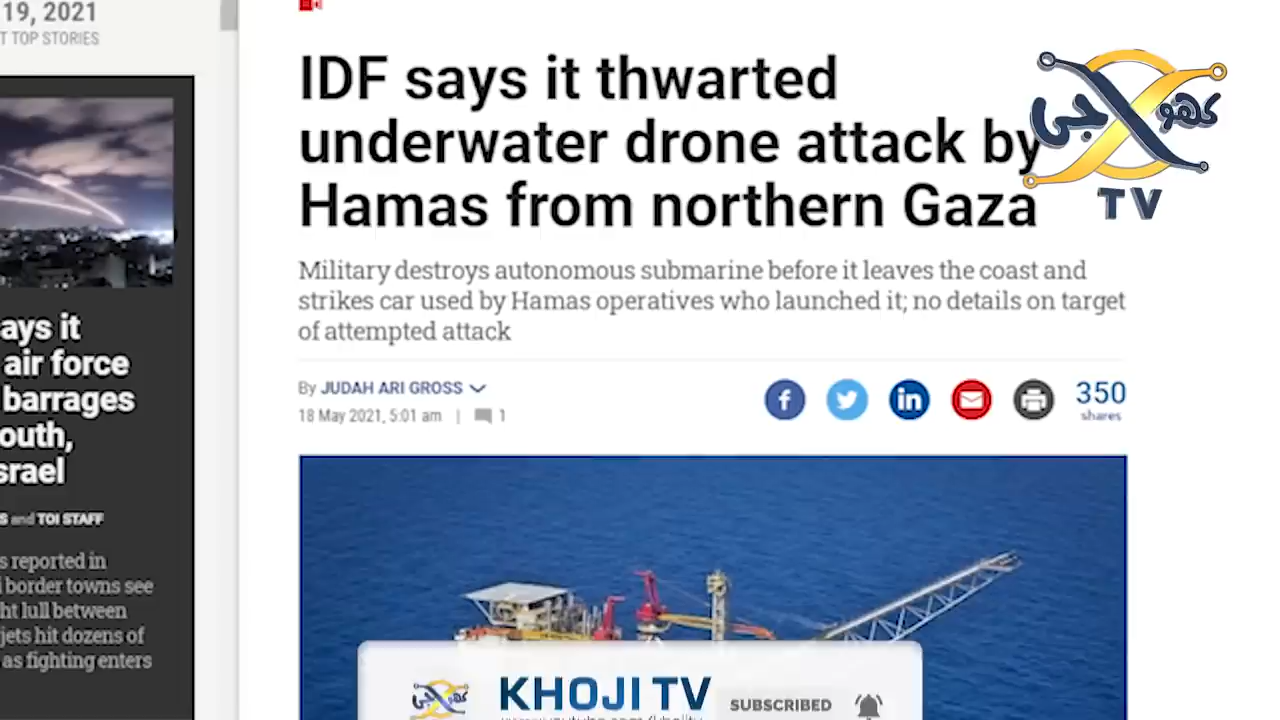 19, 2021
T TOP STORIES
ays it
air force
barrages
outh,
srael
S and TOI STAFF
s reported in
border towns see
ht lull between
jets hit dozens of
as fighting enters
IDF says it thwarted
underwater drone attack by
Hamas from northern Gaza
Military destroys autonomous submarine before it leaves the coast and
strikes car used by Hamas operatives who launched it; no details on target
of attempted attack
By JUDAH ARI GROSS
18 May 2021, 5:01 am | 1
f in
350
shares
کھوجی
TV
کھوجی
KHOJI TV
SUBSCRIBED